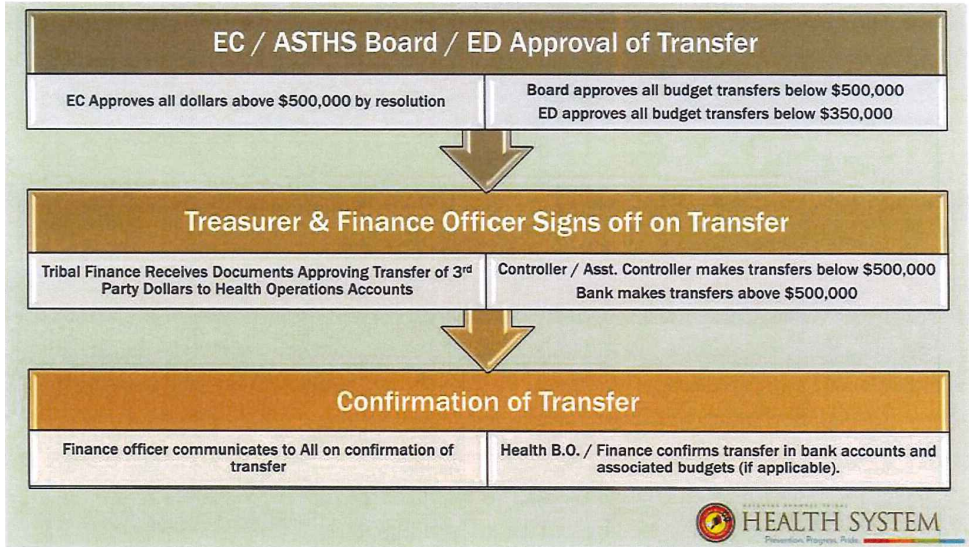 EC / ASTHS Board / ED Approval of Transfer
EC Approves all dollars above $500,000 by resolution
Board approves all budget transfers below $500,000
ED approves all budget transfers below $350,000
Treasurer & Finance Officer Signs off on Transfer
Tribal Finance Receives Documents Approving Transfer of 3rd
Party Dollars to Health Operations Accounts
Controller / Asst. Controller makes transfers below $500,000
Bank makes transfers above $500,000
Confirmation of Transfer
Finance officer communicates to All on confirmation of
transfer
Health B.O. / Finance confirms transfer in bank accounts and
associated budgets (if applicable).
HEALTH SYSTEM
Prevention. Progress. Pride.